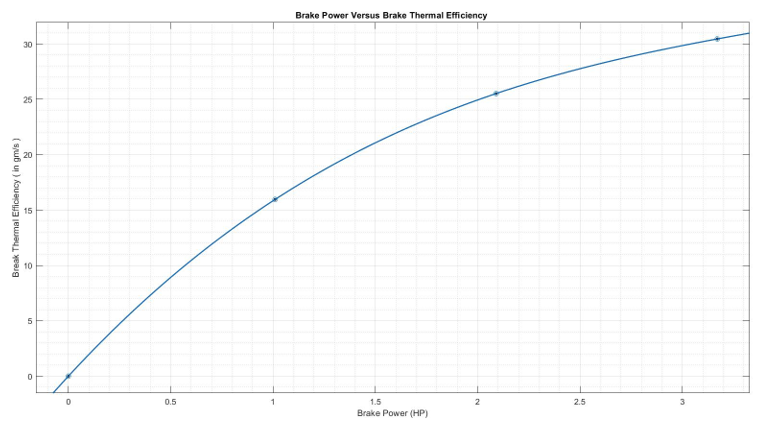 Brake Power Versus Brake Thermal Efficiency
Break Thermal Efficiency ( in gm/s )
30
25
20
15
10
5
0
0 0.5 1 1.5 2 2.5 3
Brake Power (HP)